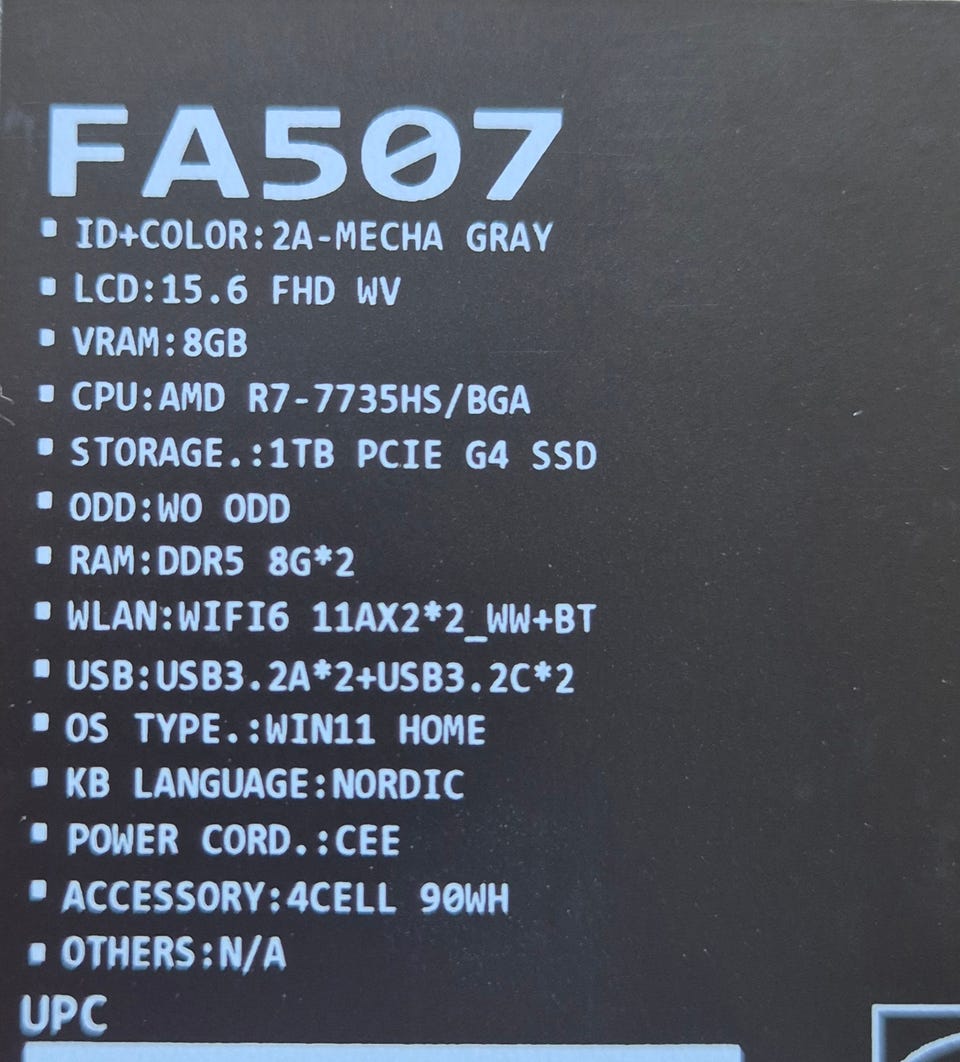 FA507
ID+COLOR:2A-MECHA GRAY
LCD:15.6 FHD WV
VRAM:8GB
CPU:AMD R7-7735HS/BGA
STORAGE.:1TB PCIE G4 SSD
ODD:WO ODD
RAM:DDR5 8G*2
WLAN:WIFI6 11AX2*2_WW+BT
USB:USB3.2A*2+USB3.2C*2
OS TYPE.:WIN11 HOME
KB LANGUAGE:NORDIC
POWER CORD.:CEE
ACCESSORY:4CELL 90WH
OTHERS:N/A
UPC